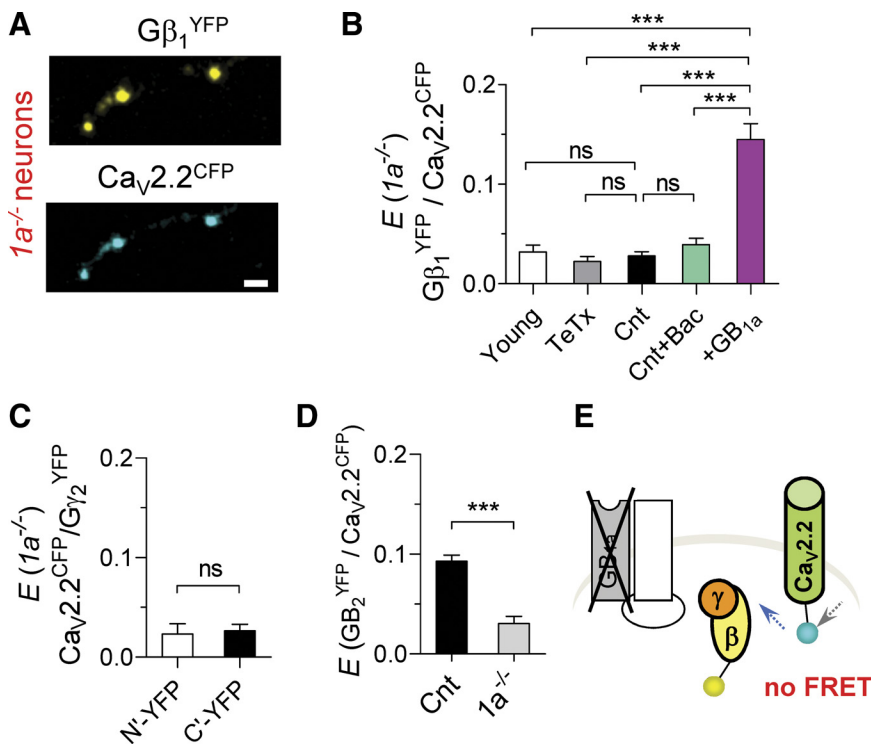 A
Gβ₁ʸᶠᴾ
1a⁻/⁻ neurons
Caᵥ2.2ᶜᶠᴾ
B
E (1a⁻/⁻)
Gβ₁ʸᶠᴾ / Caᵥ2.2ᶜᶠᴾ
***
***
***
***
ns
ns
ns
0.2
0.1
0.0
Young
TeTx
Cnt
Cnt+Bac
+GB₁ₐ
C
E (1a⁻/⁻)
Caᵥ2.2ᶜᶠᴾ/Gγ₂ʸᶠᴾ
0.2
0.1
0.0
ns
N'-YFP
C'-YFP
D
E (GB₂ʸᶠᴾ / Caᵥ2.2ᶜᶠᴾ)
0.2
0.1
0.0
***
Cnt
1a⁻/⁻
E
GB₁ₐ
Caᵥ2.2
γ
β
no FRET